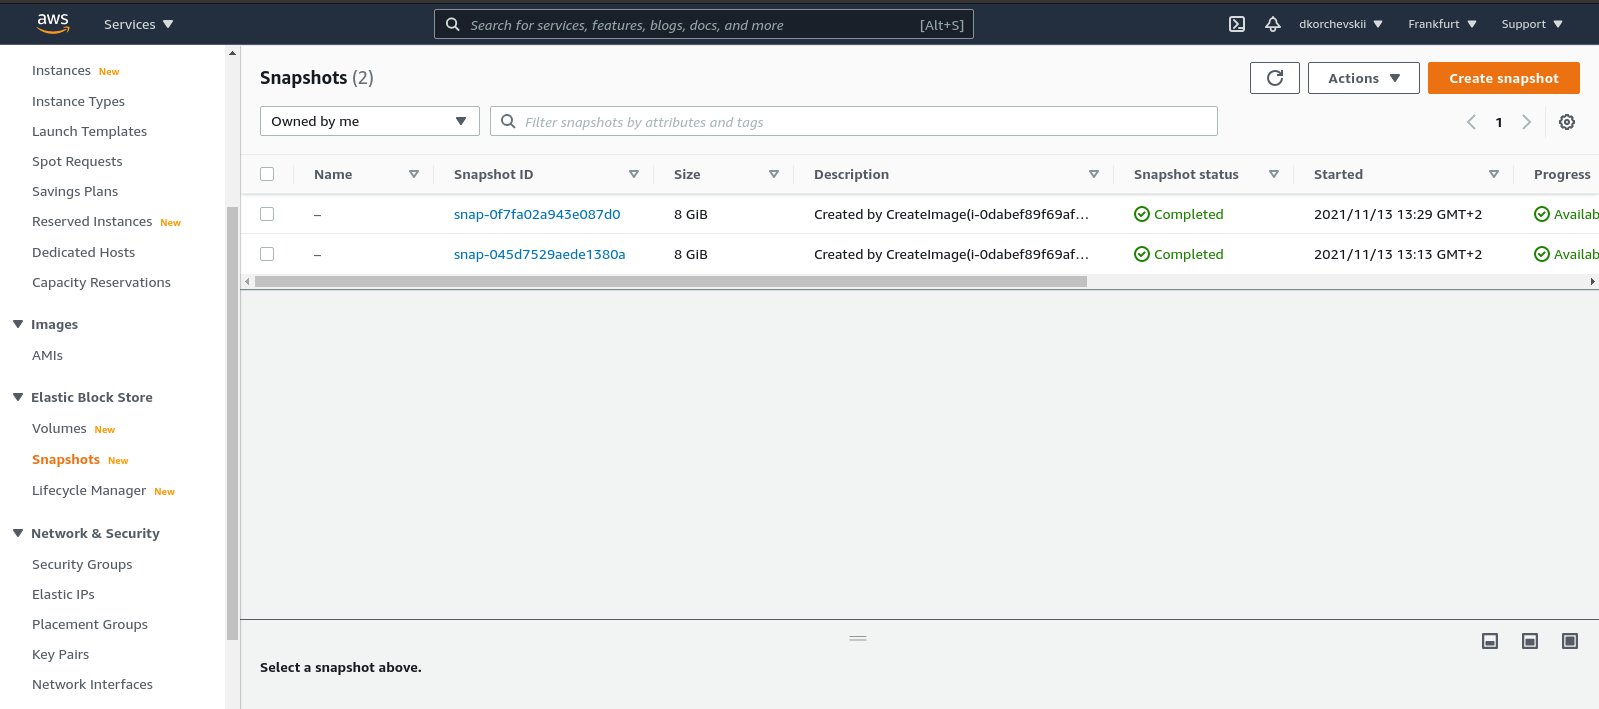 aws Services Search for services, features, blogs, docs, and more [Alt+S] dkorchevskii Frankfurt Support
Instances New
Instance Types
Launch Templates
Spot Requests
Savings Plans
Reserved Instances New
Dedicated Hosts
Capacity Reservations
Images
AMIs
Elastic Block Store
Volumes New
Snapshots New
Lifecycle Manager New
Network & Security
Security Groups
Elastic IPs
Placement Groups
Key Pairs
Network Interfaces
Snapshots (2) Actions Create snapshot
Owned by me Filter snapshots by attributes and tags 1
Name Snapshot ID Size Description Snapshot status Started Progress
– snap-0f7fa02a943e087d0 8 GiB Created by CreateImage(i-0dabef89f69af... Completed 2021/11/13 13:29 GMT+2 Availab
– snap-045d7529aede1380a 8 GiB Created by CreateImage(i-0dabef89f69af... Completed 2021/11/13 13:13 GMT+2 Availab
Select a snapshot above.